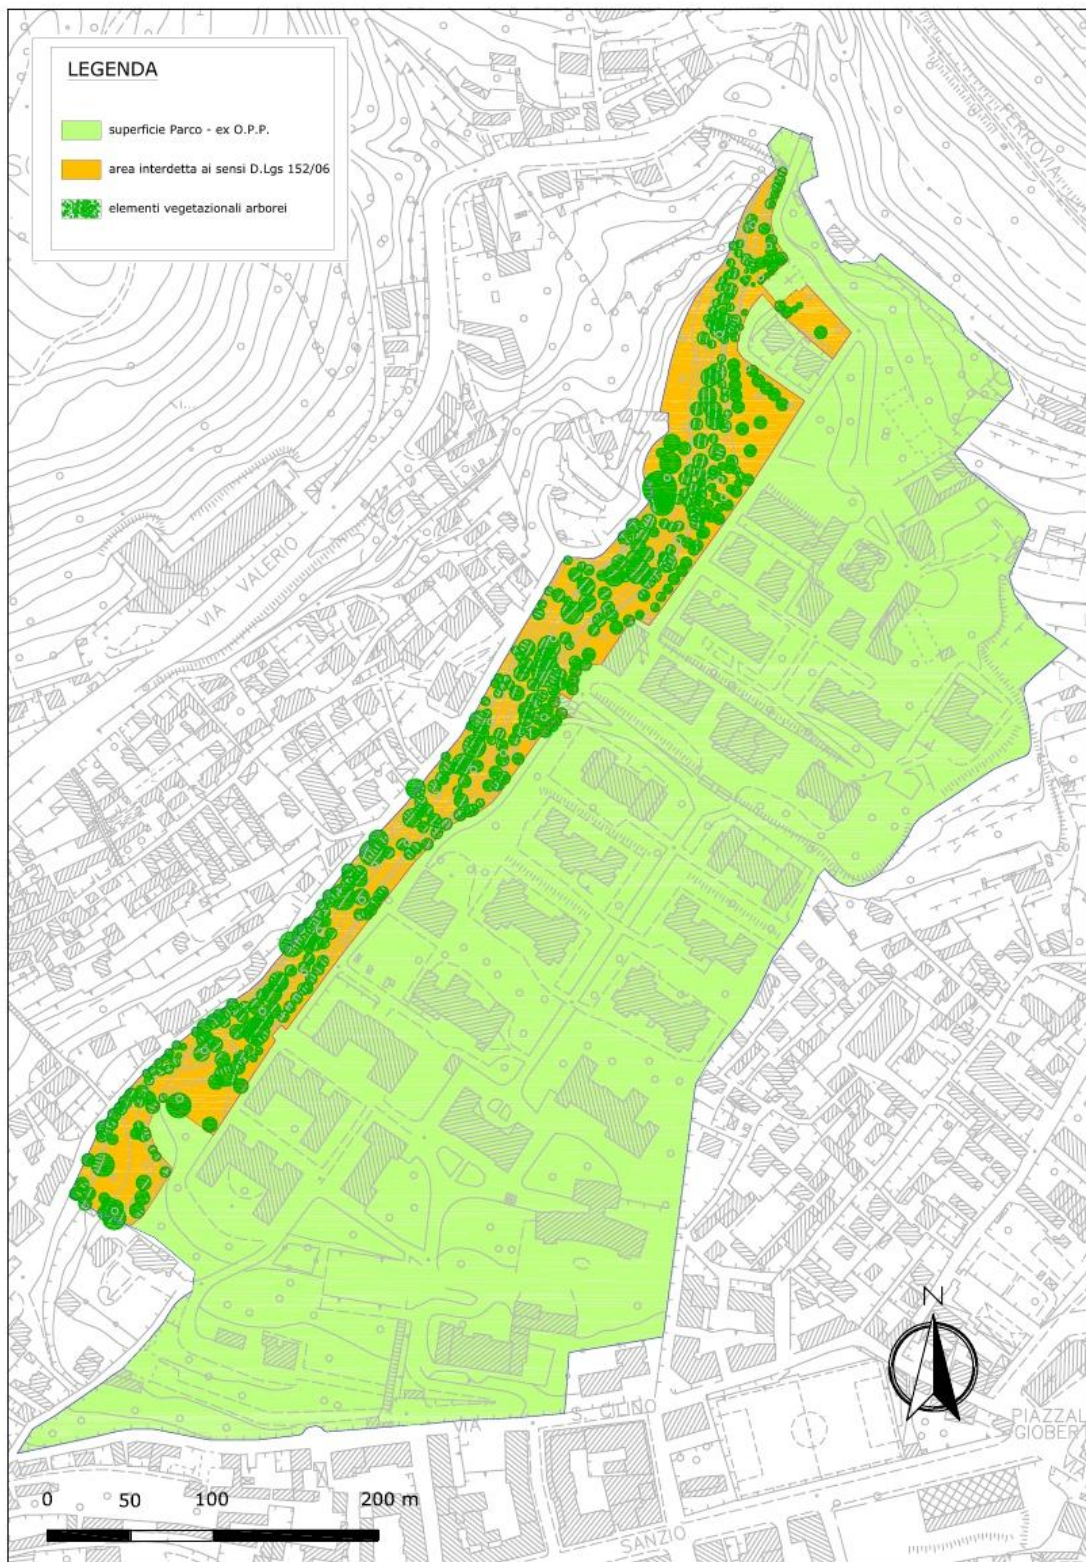 LEGENDA
superficie Parco - ex O.P.P.
area interdetta ai sensi D.Lgs 152/06
elementi vegetazionali arborei
FERROVIA
VIA VALERIO
N
VIA S. CILINO
PIAZZAL
GIOBER
SANZIO
0 50 100 200 m